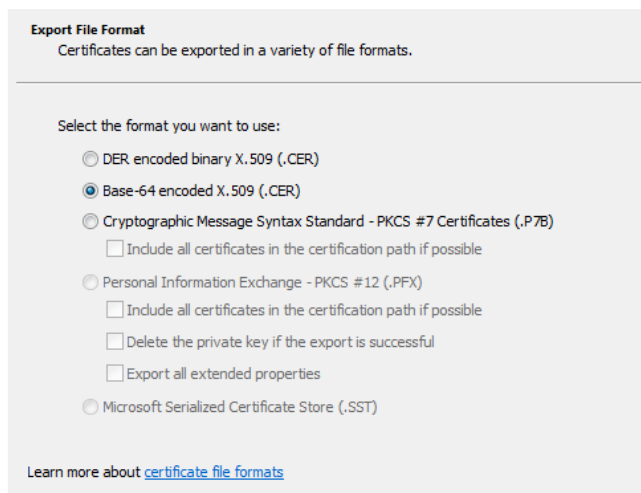 Export File Format
Certificates can be exported in a variety of file formats.
Select the format you want to use:
DER encoded binary X.509 (.CER)
Base-64 encoded X.509 (.CER)
Cryptographic Message Syntax Standard - PKCS #7 Certificates (.P7B)
Include all certificates in the certification path if possible
Personal Information Exchange - PKCS #12 (.PFX)
Include all certificates in the certification path if possible
Delete the private key if the export is successful
Export all extended properties
Microsoft Serialized Certificate Store (.SST)
Learn more about certificate file formats